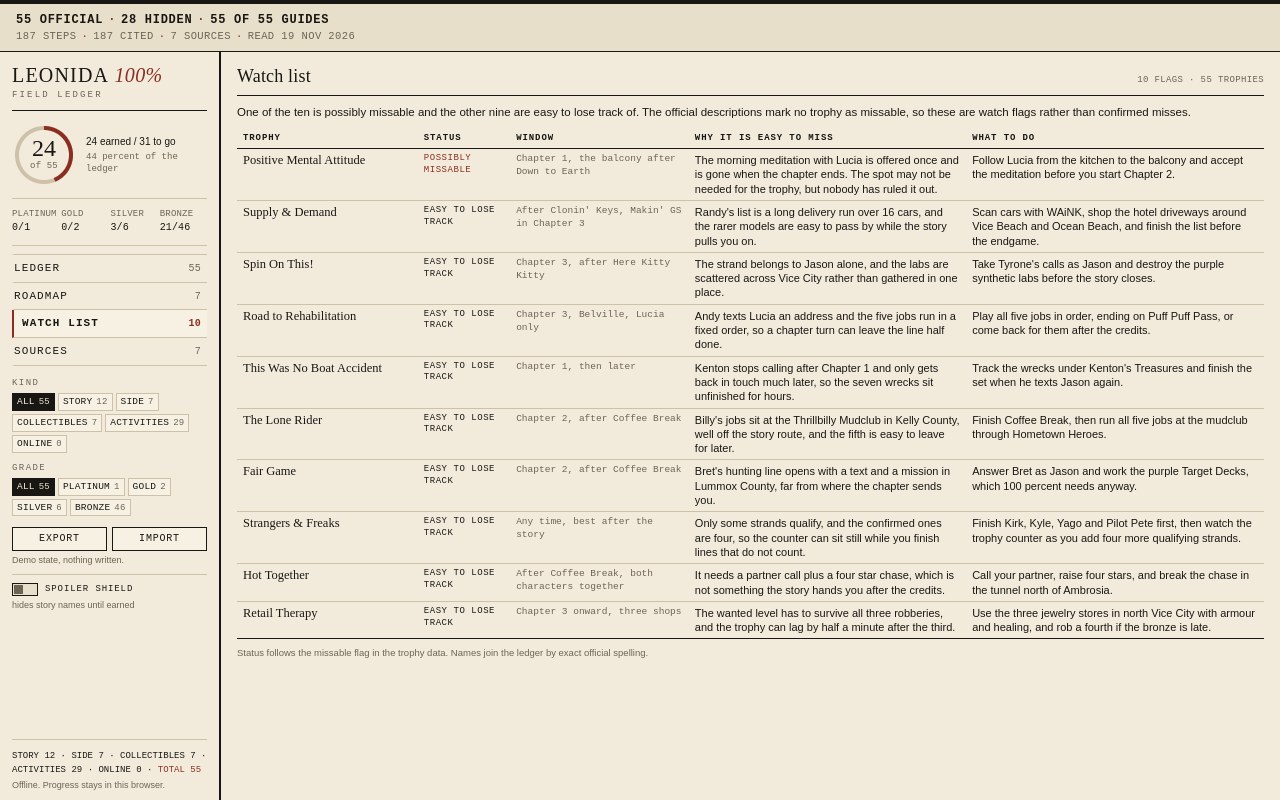 55 OFFICIAL · 28 HIDDEN · 55 OF 55 GUIDES
187 STEPS · 187 CITED · 7 SOURCES · READ 19 NOV 2026
LEONIDA 100%
FIELD LEDGER
24
of 55
24 earned / 31 to go
44 percent of the
ledger
PLATINUM GOLD SILVER BRONZE
0/1 0/2 3/6 21/46
LEDGER 55
ROADMAP 7
WATCH LIST 10
SOURCES 7
KIND
ALL 55 STORY 12 SIDE 7
COLLECTIBLES 7 ACTIVITIES 29
ONLINE 0
GRADE
ALL 55 PLATINUM 1 GOLD 2
SILVER 6 BRONZE 46
EXPORT IMPORT
Demo state, nothing written.
SPOILER SHIELD
hides story names until earned
STORY 12 · SIDE 7 · COLLECTIBLES 7 ·
ACTIVITIES 29 · ONLINE 0 · TOTAL 55
Offline. Progress stays in this browser.
Watch list
10 FLAGS · 55 TROPHIES
One of the ten is possibly missable and the other nine are easy to lose track of. The official descriptions mark no trophy as missable, so these are watch flags rather than confirmed misses.
TROPHY STATUS WINDOW WHY IT IS EASY TO MISS WHAT TO DO
Positive Mental Attitude
POSSIBLY
MISSABLE
Chapter 1, the balcony after
Down to Earth
The morning meditation with Lucia is offered once and
is gone when the chapter ends. The spot may not be
needed for the trophy, but nobody has ruled it out.
Follow Lucia from the kitchen to the balcony and accept
the meditation before you start Chapter 2.
Supply & Demand
EASY TO LOSE
TRACK
After Clonin' Keys, Makin' GS
in Chapter 3
Randy's list is a long delivery run over 16 cars, and
the rarer models are easy to pass by while the story
pulls you on.
Scan cars with WAiNK, shop the hotel driveways around
Vice Beach and Ocean Beach, and finish the list before
the endgame.
Spin On This!
EASY TO LOSE
TRACK
Chapter 3, after Here Kitty
Kitty
The strand belongs to Jason alone, and the labs are
scattered across Vice City rather than gathered in one
place.
Take Tyrone's calls as Jason and destroy the purple
synthetic labs before the story closes.
Road to Rehabilitation
EASY TO LOSE
TRACK
Chapter 3, Belville, Lucia
only
Andy texts Lucia an address and the five jobs run in a
fixed order, so a chapter turn can leave the line half
done.
Play all five jobs in order, ending on Puff Puff Pass, or
come back for them after the credits.
This Was No Boat Accident
EASY TO LOSE
TRACK
Chapter 1, then later
Kenton stops calling after Chapter 1 and only gets
back in touch much later, so the seven wrecks sit
unfinished for hours.
Track the wrecks under Kenton's Treasures and finish the
set when he texts Jason again.
The Lone Rider
EASY TO LOSE
TRACK
Chapter 2, after Coffee Break
Billy's jobs sit at the Thrillbilly Mudclub in Kelly County,
well off the story route, and the fifth is easy to leave
for later.
Finish Coffee Break, then run all five jobs at the mudclub
through Hometown Heroes.
Fair Game
EASY TO LOSE
TRACK
Chapter 2, after Coffee Break
Bret's hunting line opens with a text and a mission in
Lummox County, far from where the chapter sends
you.
Answer Bret as Jason and work the purple Target Decks,
which 100 percent needs anyway.
Strangers & Freaks
EASY TO LOSE
TRACK
Any time, best after the
story
Only some strands qualify, and the confirmed ones
are four, so the counter can sit still while you finish
lines that do not count.
Finish Kirk, Kyle, Yago and Pilot Pete first, then watch the
trophy counter as you add four more qualifying strands.
Hot Together
EASY TO LOSE
TRACK
After Coffee Break, both
characters together
It needs a partner call plus a four star chase, which is
not something the story hands you after the credits.
Call your partner, raise four stars, and break the chase in
the tunnel north of Ambrosia.
Retail Therapy
EASY TO LOSE
TRACK
Chapter 3 onward, three shops
The wanted level has to survive all three robberies,
and the trophy can lag by half a minute after the third.
Use the three jewelry stores in north Vice City with armour
and healing, and rob a fourth if the bronze is late.
Status follows the missable flag in the trophy data. Names join the ledger by exact official spelling.